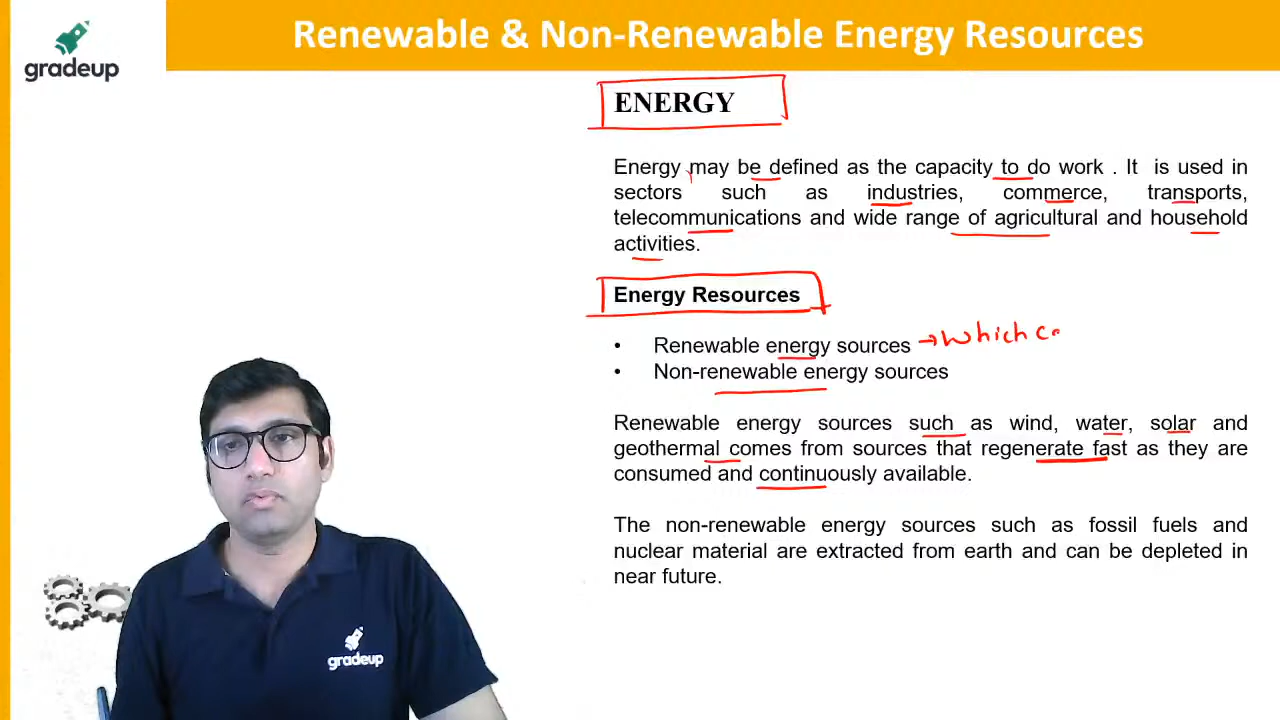 Renewable & Non-Renewable Energy Resources
gradeup
ENERGY
Energy may be defined as the capacity to do work . It is used in
sectors such as industries, commerce, transports,
telecommunications and wide range of agricultural and household
activities.
Energy Resources
• Renewable energy sources → which
• Non-renewable energy sources
Renewable energy sources such as wind, water, solar and
geothermal comes from sources that regenerate fast as they are
consumed and continuously available.
The non-renewable energy sources such as fossil fuels and
nuclear material are extracted from earth and can be depleted in
near future.
gradeup